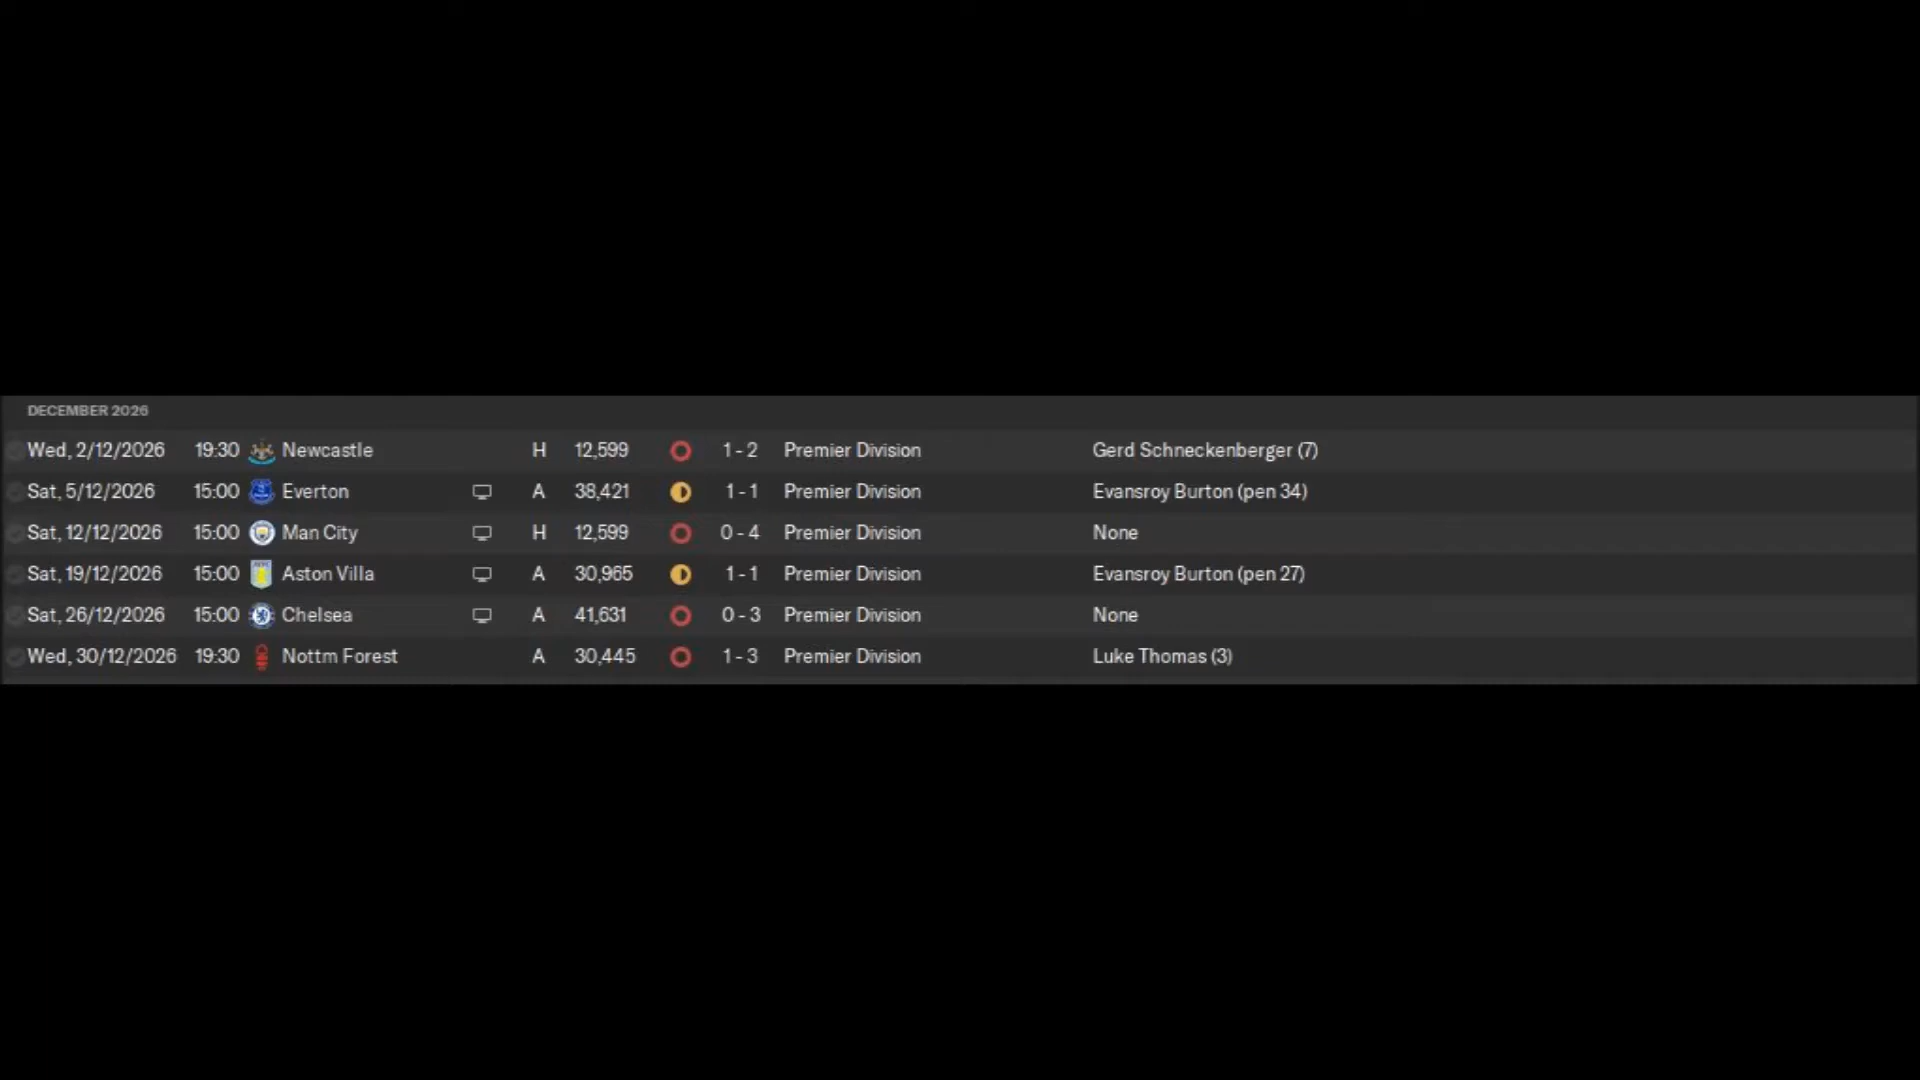 DECEMBER 2026
Wed, 2/12/2026 19:30 Newcastle H 12,599 1 - 2 Premier Division Gerd Schneckenberger (7)
Sat, 5/12/2026 15:00 Everton A 38,421 1 - 1 Premier Division Evansroy Burton (pen 34)
Sat, 12/12/2026 15:00 Man City H 12,599 0 - 4 Premier Division None
Sat, 19/12/2026 15:00 Aston Villa A 30,965 1 - 1 Premier Division Evansroy Burton (pen 27)
Sat, 26/12/2026 15:00 Chelsea A 41,631 0 - 3 Premier Division None
Wed, 30/12/2026 19:30 Nottm Forest A 30,445 1 - 3 Premier Division Luke Thomas (3)